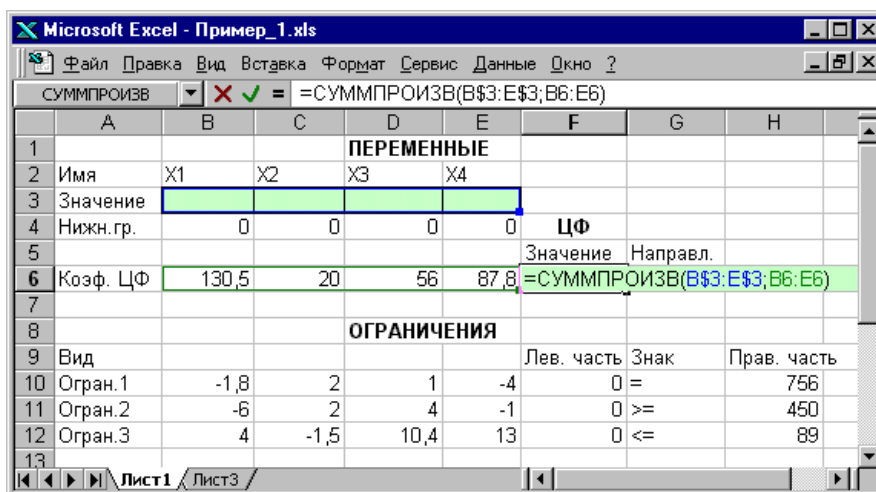 Microsoft Excel - Пример_1.xls
Файл Правка Вид Вставка Формат Сервис Данные Окно ?
СУММПРОИЗВ = =СУММПРОИЗВ(B$3:E$3;B6:E6)
A B C D E F G H
1 ПЕРЕМЕННЫЕ
2 Имя X1 X2 X3 X4
3 Значение
4 Нижн.гр. 0 0 0 0 ЦФ
5 Значение Направл.
6 Коэф. ЦФ 130,5 20 56 87,8 =СУММПРОИЗВ(B$3:E$3;B6:E6)
7
8 ОГРАНИЧЕНИЯ
9 Вид Лев. часть Знак Прав. часть
10 Огран.1 -1,8 2 1 -4 0 = 756
11 Огран.2 -6 2 4 -1 0 >= 450
12 Огран.3 4 -1,5 10,4 13 0 <= 89
13
Лист1 Лист3